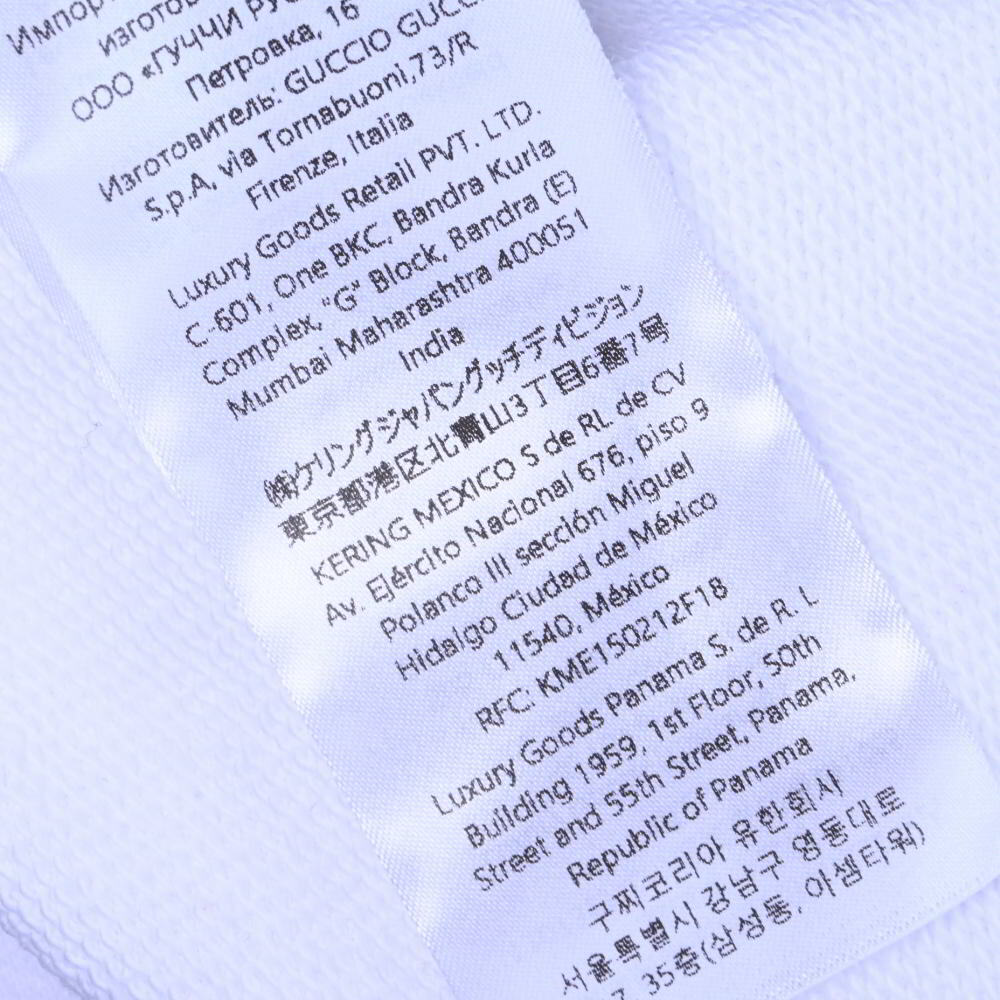 Импор
изготов
ООО «ГУЧЧИ РУС
Петровка, 16
Изготовитель: GUCCIO GUCC
S.p.A, via Tornabuoni,73/R
Firenze, Italia
Luxury Goods Retail PVT. LTD.
C-601, One BKC, Bandra Kurla
Complex, "G" Block, Bandra (E)
Mumbai Maharashtra 400051
India
㈱ケリングジャパングッチディビジョン
東京都港区北青山3丁目6番7号
KERING MEXICO S de RL de CV
Av. Ejército Nacional 676, piso 9
Polanco III sección Miguel
Hidalgo Ciudad de México
11540, México
RFC: KME150212F18
Luxury Goods Panama S. de R. L
Building 1959, 1st Floor, 50th
Street and 55th Street, Panama,
Republic of Panama
구찌코리아 유한회사
서울특별시 강남구 영동대로
35층(삼성동, 아셈타워)